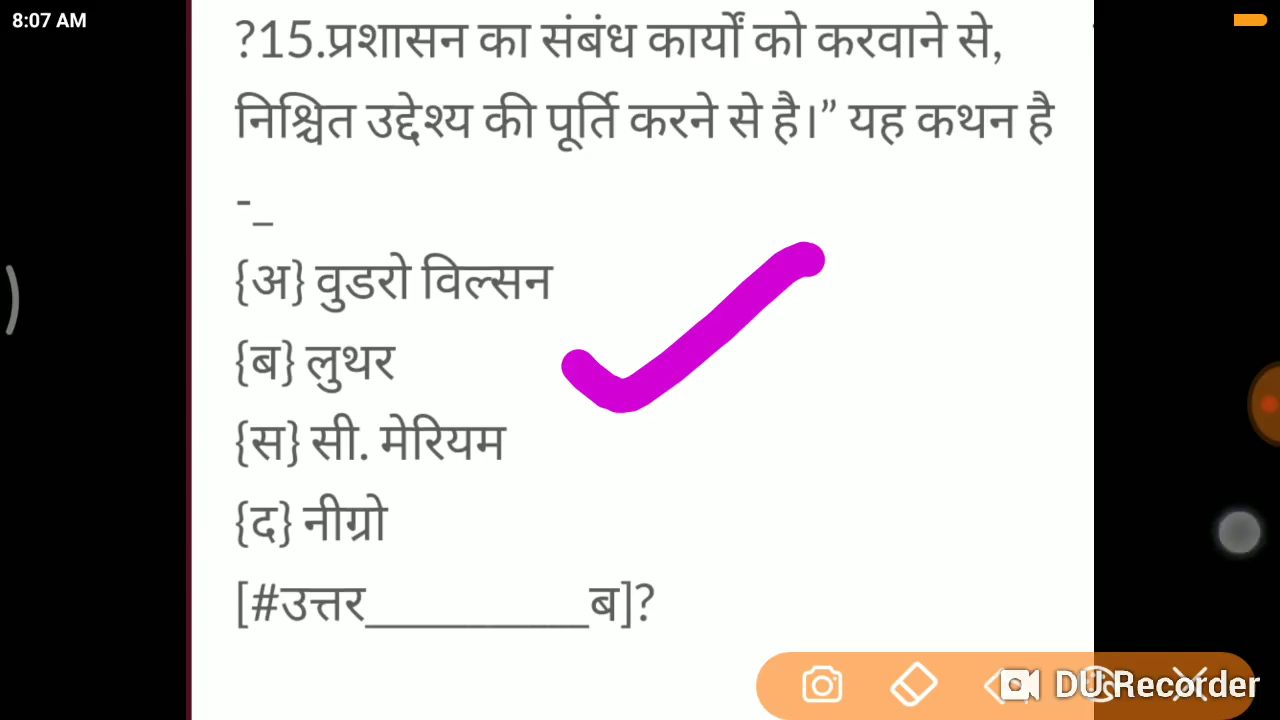 8:07 AM
?15.प्रशासन का संबंध कार्यों को करवाने से,
निश्चित उद्देश्य की पूर्ति करने से है।” यह कथन है
-_
{अ} वुडरो विल्सन
{ब} लुथर
{स} सी. मेरियम
{द} नीग्रो
[#उत्तर__________ब]?
DU Recorder